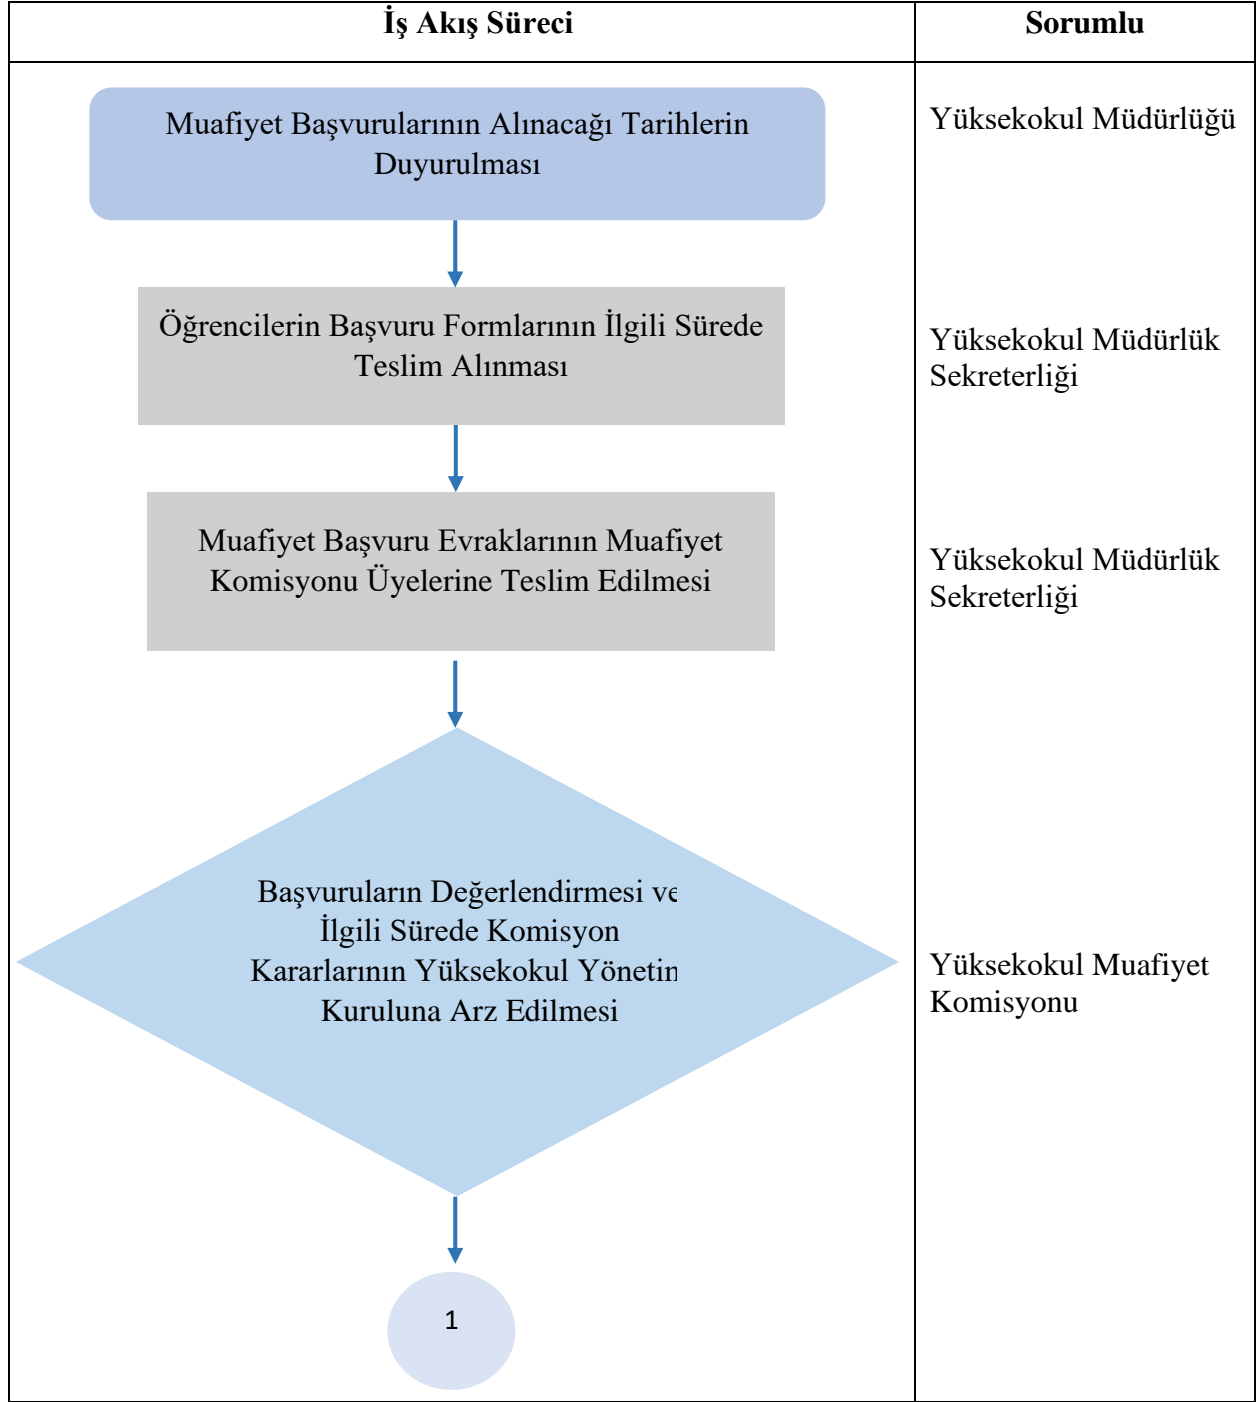 İş Akış Süreci
Sorumlu
Muafiyet Başvurularının Alınacağı Tarihlerin
Duyurulması
Yüksekokul Müdürlüğü
Öğrencilerin Başvuru Formlarının İlgili Sürede
Teslim Alınması
Yüksekokul Müdürlük
Sekreterliği
Muafiyet Başvuru Evraklarının Muafiyet
Komisyonu Üyelerine Teslim Edilmesi
Yüksekokul Müdürlük
Sekreterliği
Başvuruların Değerlendirmesi ve
İlgili Sürede Komisyon
Kararlarının Yüksekokul Yönetim
Kuruluna Arz Edilmesi
Yüksekokul Muafiyet
Komisyonu
1